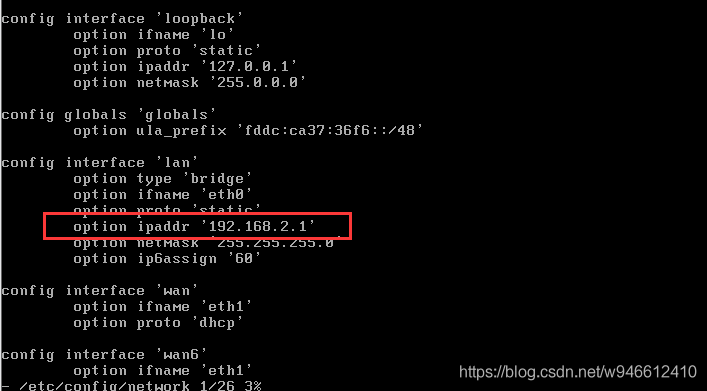 config interface 'loopback'
        option ifname 'lo'
        option proto 'static'
        option ipaddr '127.0.0.1'
        option netmask '255.0.0.0'
config globals 'globals'
        option ula_prefix 'fddc:ca37:36f6::/48'
config interface 'lan'
        option type 'bridge'
        option ifname 'eth0'
        option proto 'static'
        option ipaddr '192.168.2.1'
        option netmask '255.255.255.0'
        option ip6assign '60'
config interface 'wan'
        option ifname 'eth1'
        option proto 'dhcp'
config interface 'wan6'
        option ifname 'eth1'
- /etc/config/network 1/26 3%
https://blog.csdn.net/w946612410